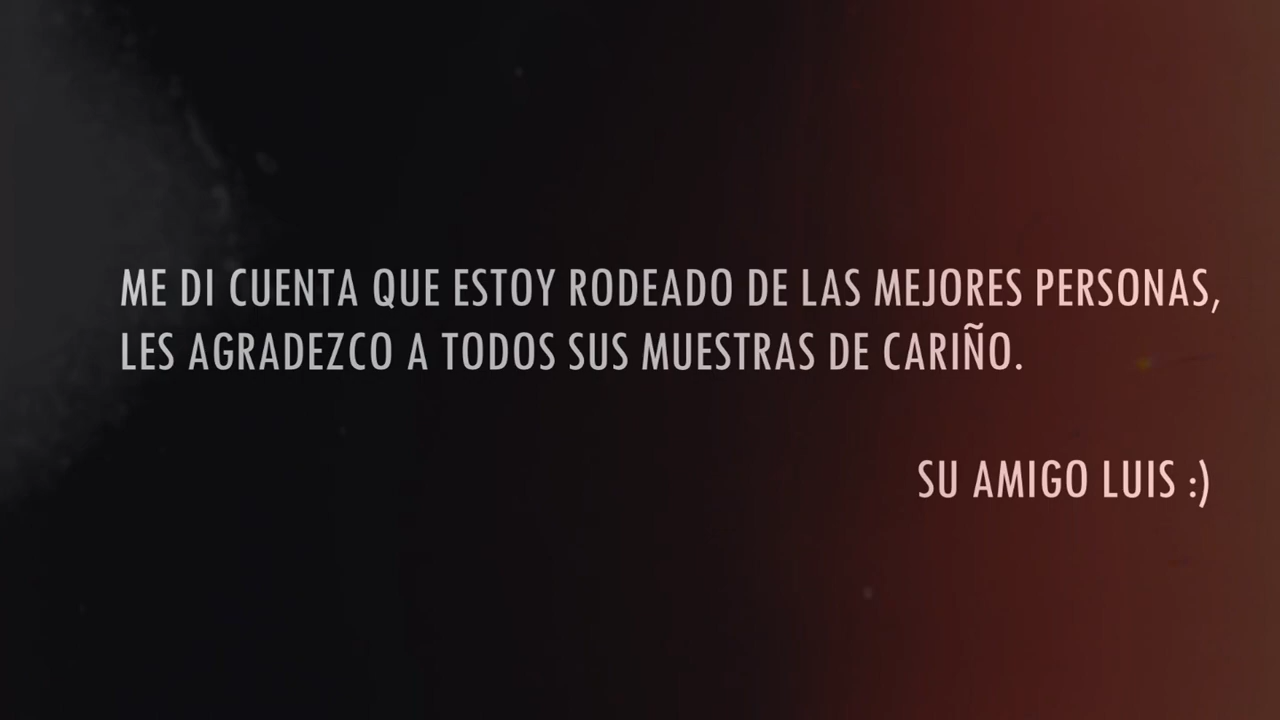 ME DI CUENTA QUE ESTOY RODEADO DE LAS MEJORES PERSONAS,
LES AGRADEZCO A TODOS SUS MUESTRAS DE CARIÑO.
SU AMIGO LUIS :)